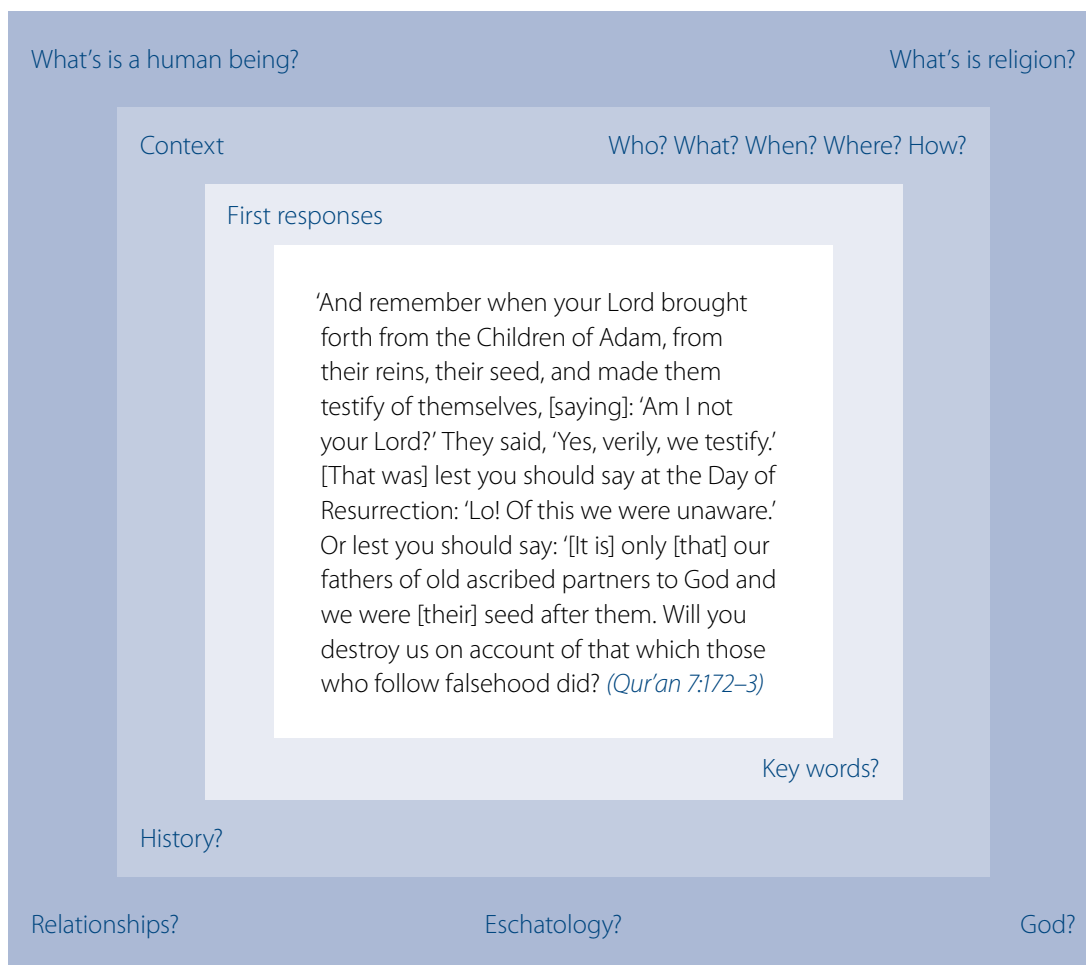 What’s is a human being? What’s is religion?
Context Who? What? When? Where? How?
First responses
‘And remember when your Lord brought
forth from the Children of Adam, from
their reins, their seed, and made them
testify of themselves, [saying]: ‘Am I not
your Lord?’ They said, ‘Yes, verily, we testify.’
[That was] lest you should say at the Day of
Resurrection: ‘Lo! Of this we were unaware.’
Or lest you should say: ‘[It is] only [that] our
fathers of old ascribed partners to God and
we were [their] seed after them. Will you
destroy us on account of that which those
who follow falsehood did? (Qur’an 7:172–3)
Key words?
History?
Relationships? Eschatology? God?